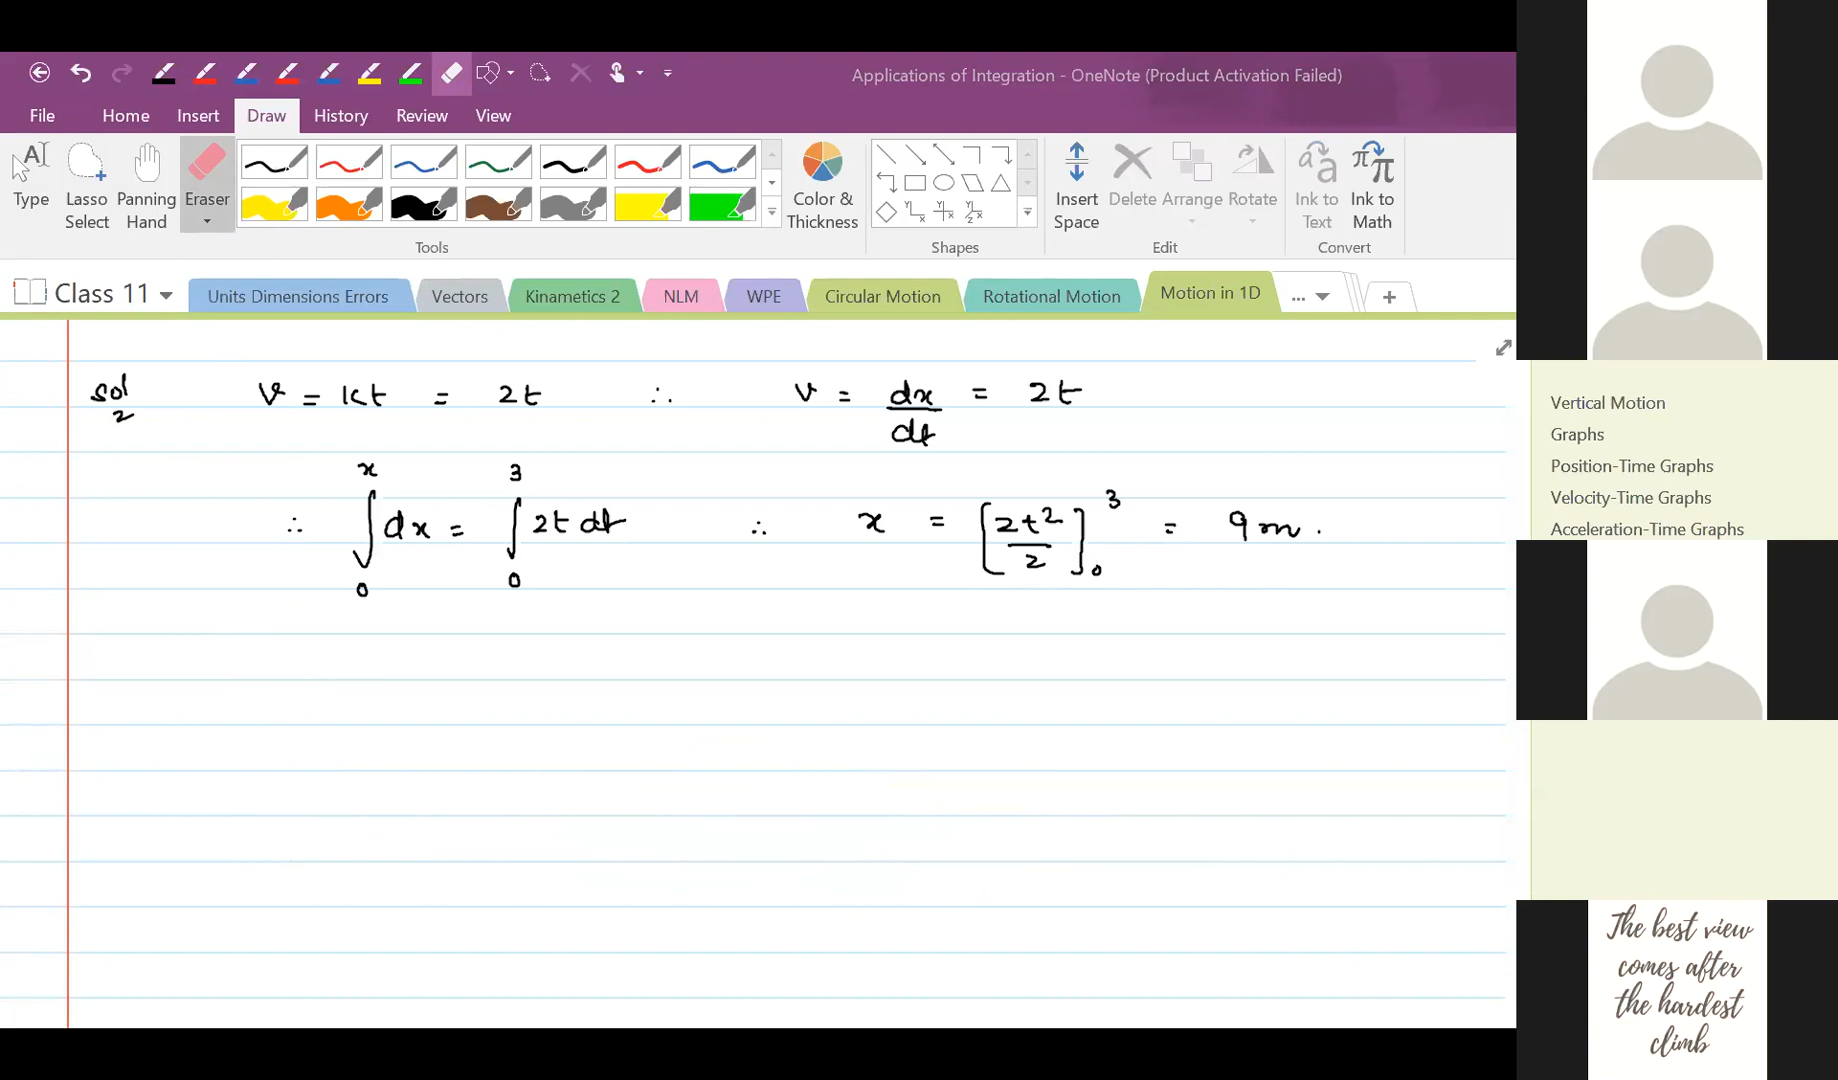 Applications of Integration - OneNote (Product Activation Failed)
File Home Insert Draw History Review View
Type
Lasso Select
Panning Hand
Eraser
Color & Thickness
Insert Space
Delete
Arrange
Rotate
Ink to Text
Ink to Math
Tools
Shapes
Edit
Convert
Class 11
Units Dimensions Errors
Vectors
Kinametics 2
NLM
WPE
Circular Motion
Rotational Motion
Motion in 1D
...
sol 2 v = kt = 2t ∴ v = dx/dt = 2t
∴ ∫₀ˣ dx = ∫₀³ 2t dt ∴ x = [2t²/2]₀³ = 9m.
Vertical Motion
Graphs
Position-Time Graphs
Velocity-Time Graphs
Acceleration-Time Graphs
The best view
comes after
the hardest
climb